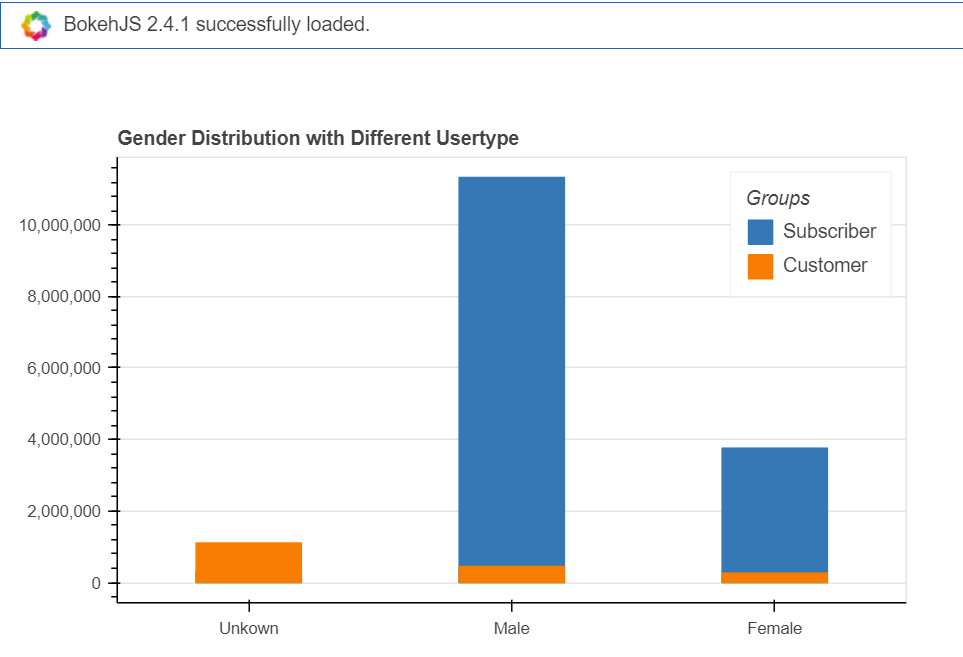 BokehJS 2.4.1 successfully loaded.
Gender Distribution with Different Usertype
Groups
Subscriber
Customer
10,000,000
8,000,000
6,000,000
4,000,000
2,000,000
0
Unkown
Male
Female